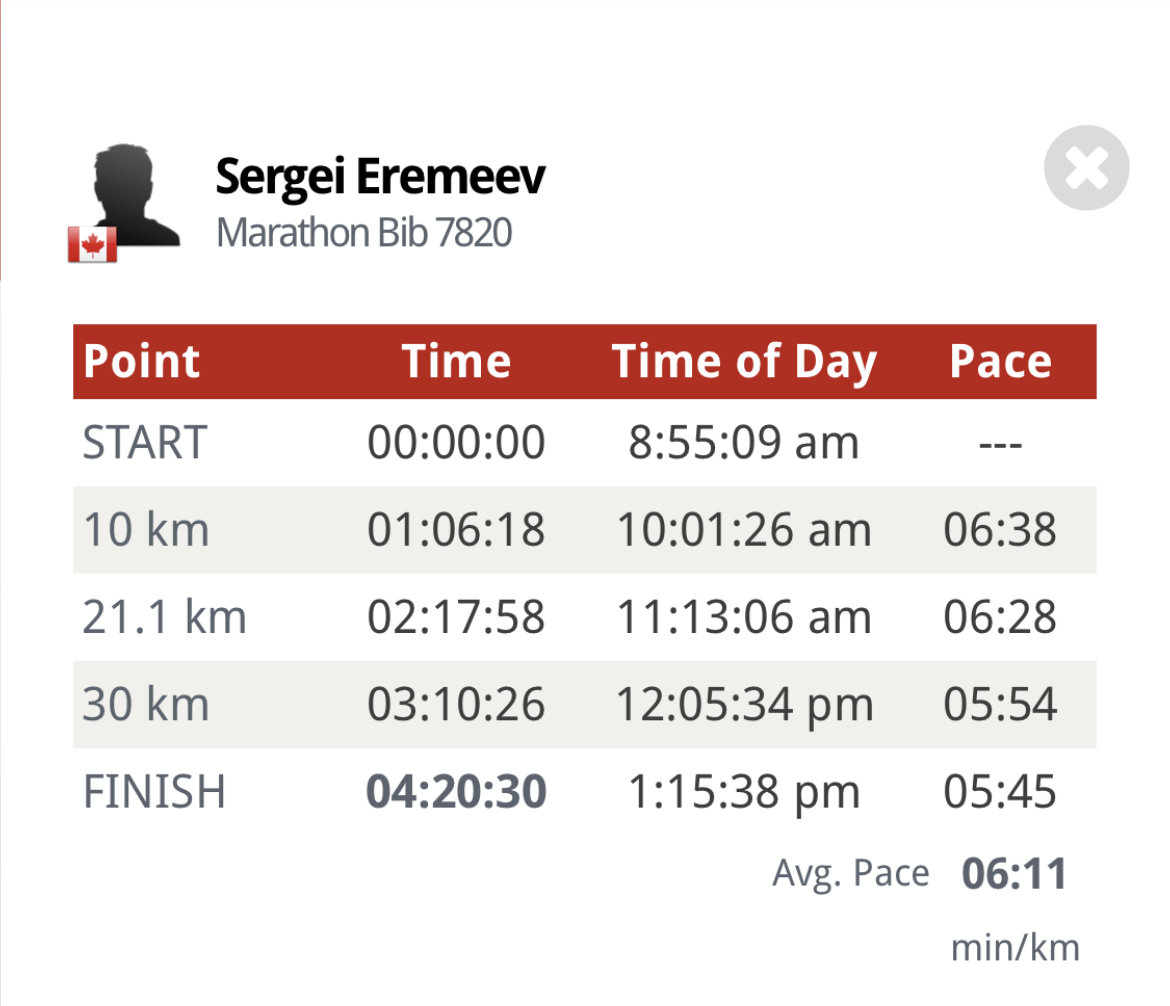 Sergei Eremeev
Marathon Bib 7820
Point Time Time of Day Pace
START 00:00:00 8:55:09 am ---
10 km 01:06:18 10:01:26 am 06:38
21.1 km 02:17:58 11:13:06 am 06:28
30 km 03:10:26 12:05:34 pm 05:54
FINISH 04:20:30 1:15:38 pm 05:45
Avg. Pace 06:11
min/km